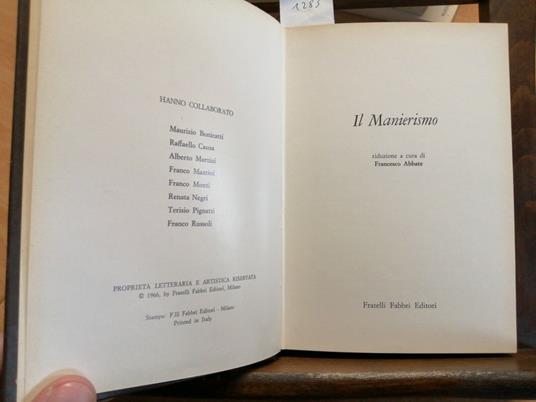 1283
HANNO COLLABORATO
Maurizio Bonicatti
Raffaello Causa
Alberto Martini
Franco Mazzini
Franco Monti
Renata Negri
Terisio Pignatti
Franco Russoli
PROPRIETÀ LETTERARIA E ARTISTICA RISERVATA
© 1966, by Fratelli Fabbri Editori, Milano
Stampa: F.lli Fabbri Editori - Milano
Printed in Italy
Il Manierismo
riduzione a cura di
Francesco Abbate
Fratelli Fabbri Editori